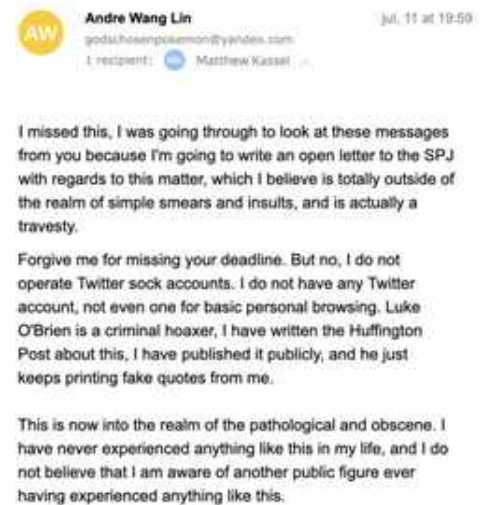 AW
Andre Wang Lin
jul. 11 at 19:59
godschosenpokemon@yandex.com
1 recipient: Matthew Kassel
I missed this, I was going through to look at these messages
from you because I'm going to write an open letter to the SPJ
with regards to this matter, which I believe is totally outside of
the realm of simple smears and insults, and is actually a
travesty.
Forgive me for missing your deadline. But no, I do not
operate Twitter sock accounts. I do not have any Twitter
account, not even one for basic personal browsing. Luke
O'Brien is a criminal hoaxer, I have written the Huffington
Post about this, I have published it publicly, and he just
keeps printing fake quotes from me.
This is now into the realm of the pathological and obscene. I
have never experienced anything like this in my life, and I do
not believe that I am aware of another public figure ever
having experienced anything like this.